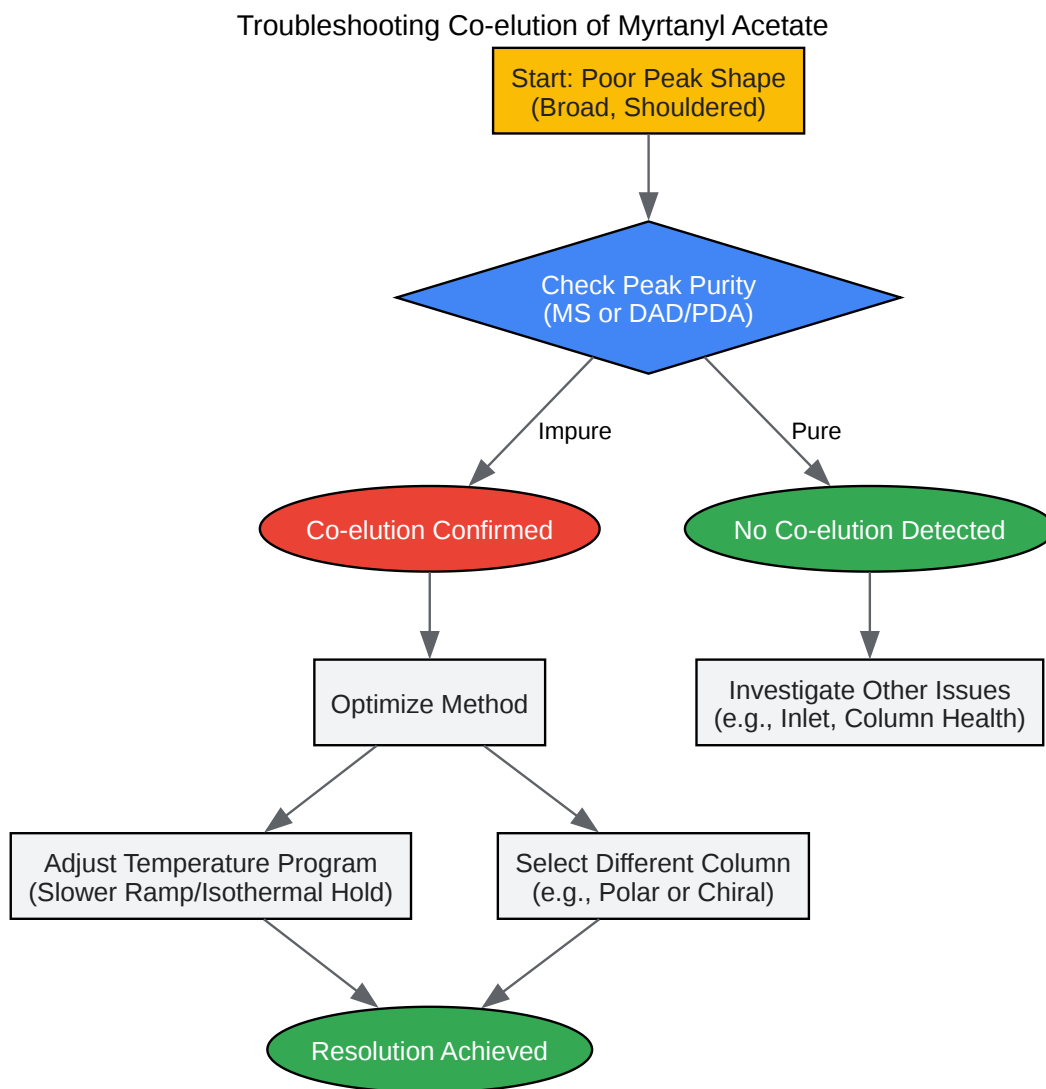 Troubleshooting Co-elution of Myrtanyl Acetate
Start: Poor Peak Shape
(Broad, Shouldered)
Check Peak Purity
(MS or DAD/PDA)
Impure
Pure
Co-elution Confirmed
No Co-elution Detected
Optimize Method
Investigate Other Issues
(e.g., Inlet, Column Health)
Adjust Temperature Program
(Slower Ramp/Isothermal Hold)
Select Different Column
(e.g., Polar or Chiral)
Resolution Achieved